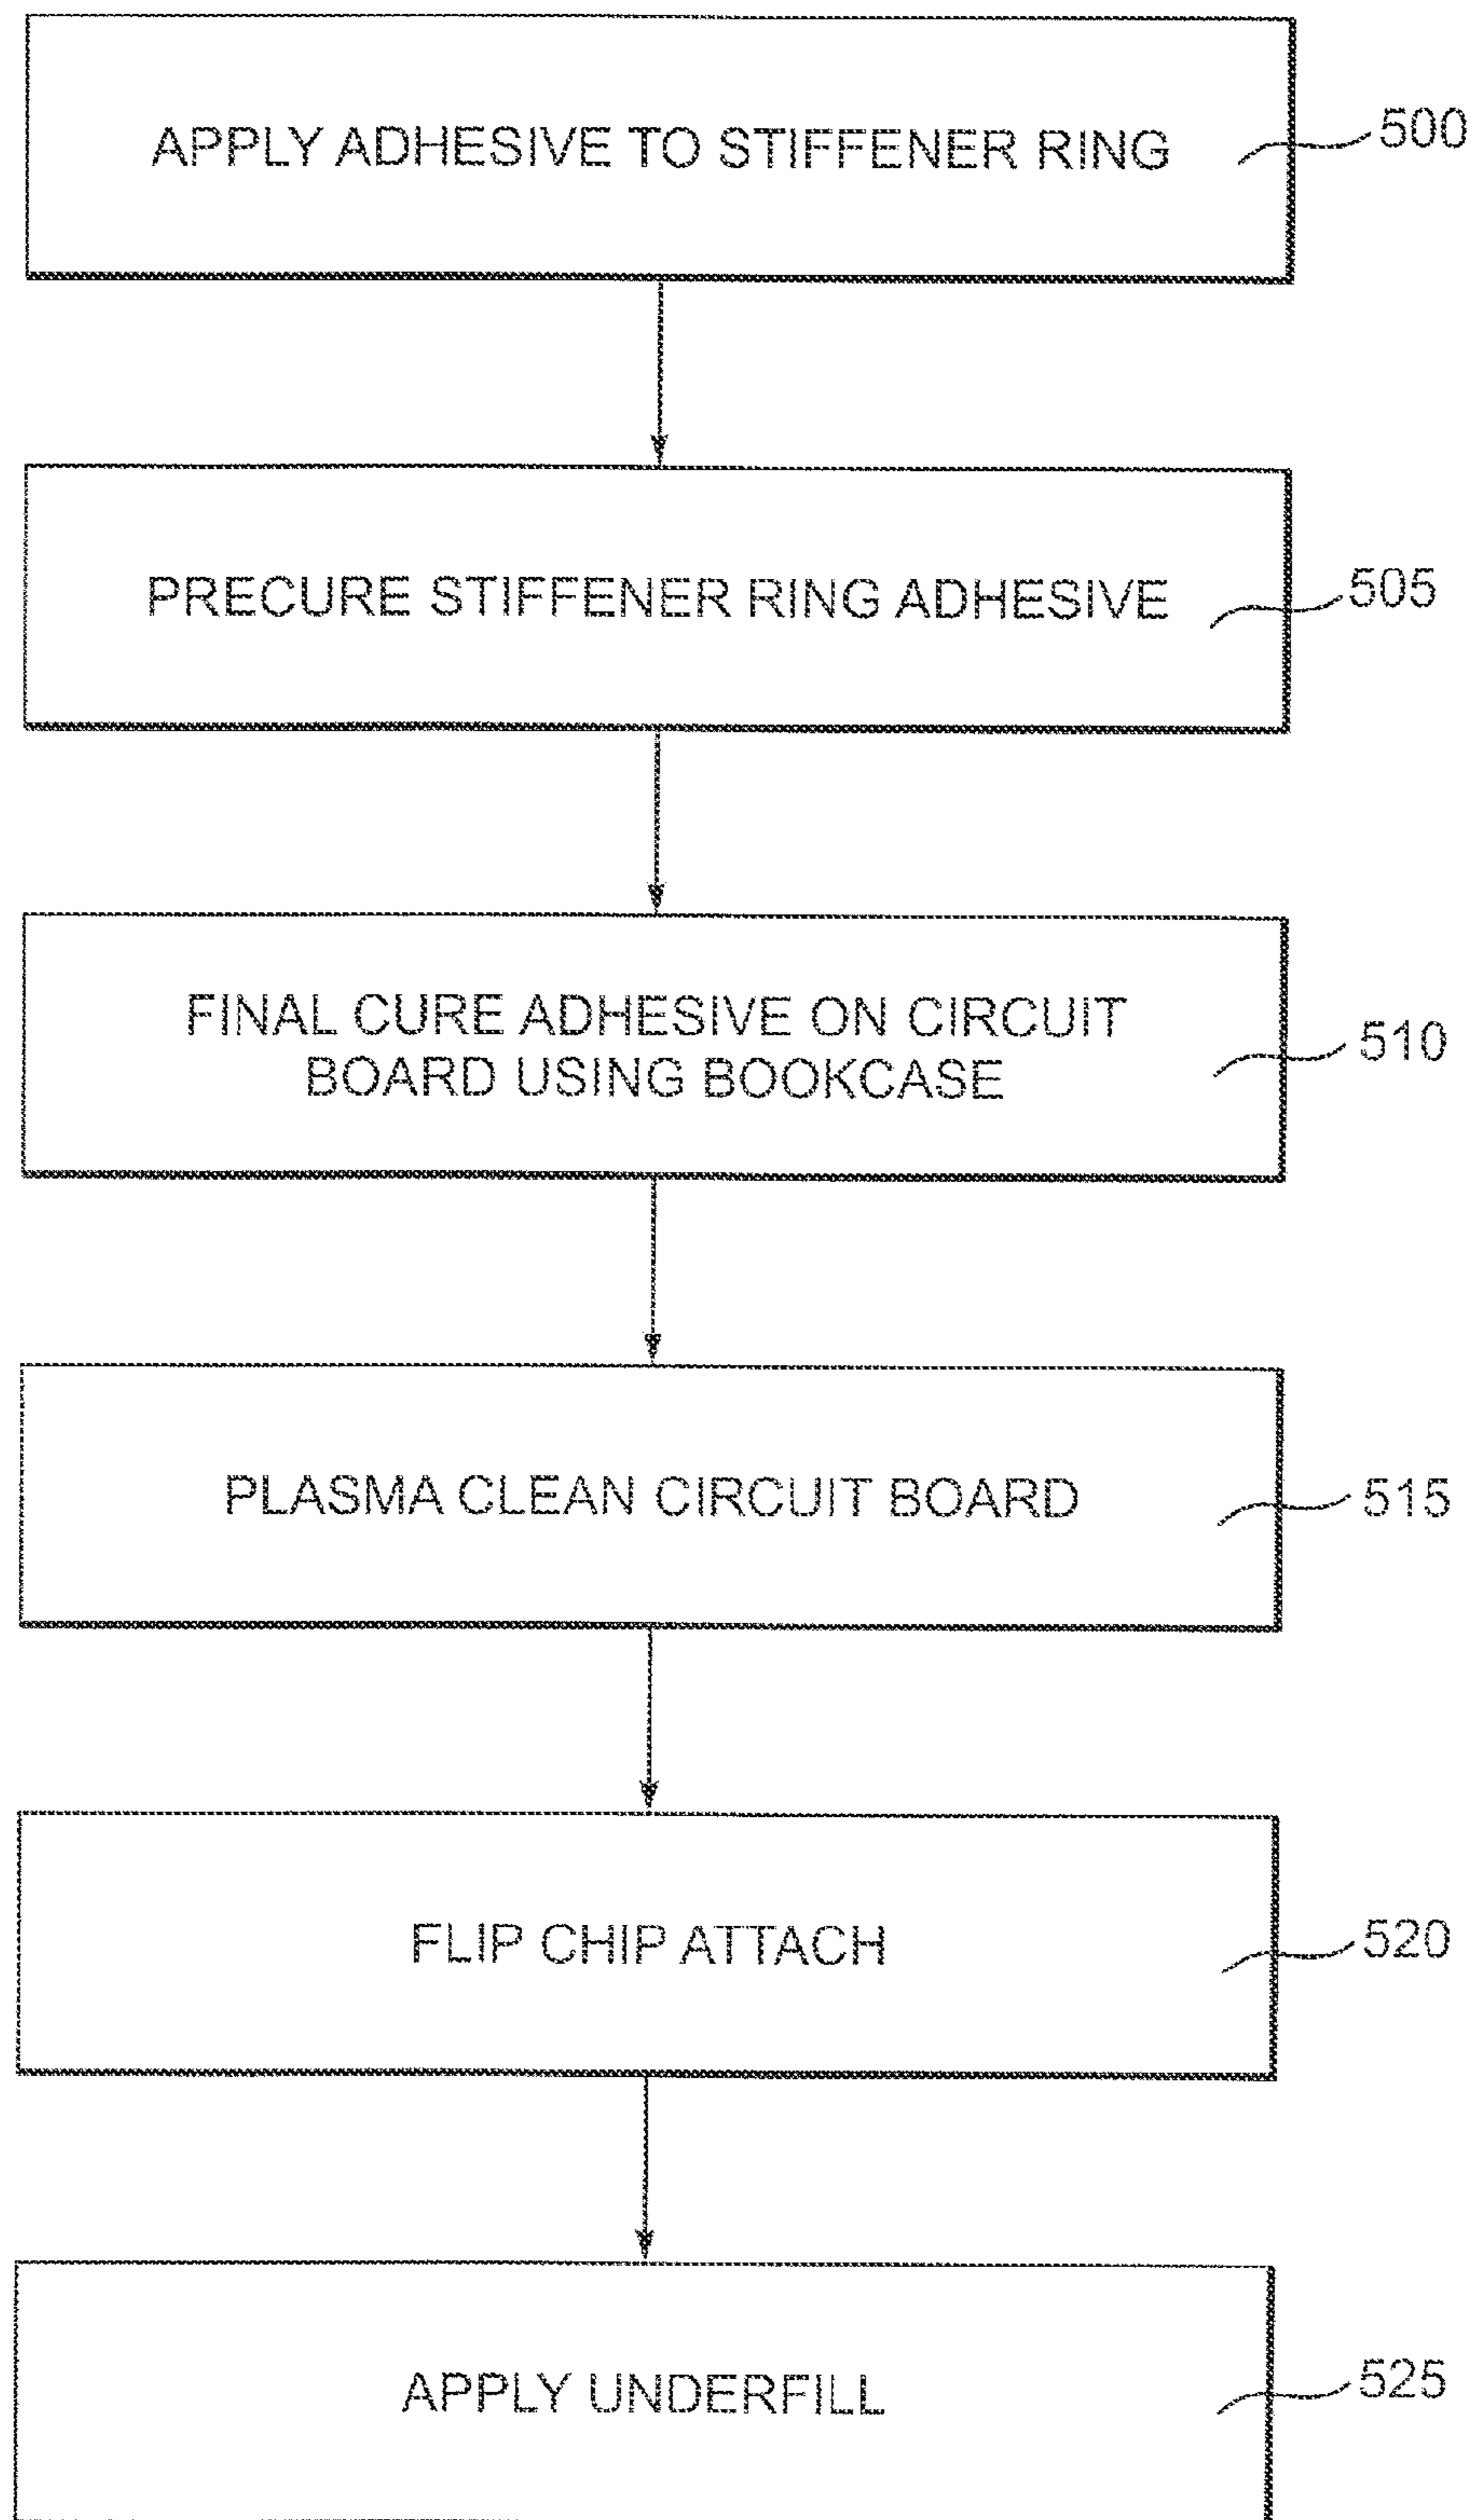 APPLY ADHESIVE TO STIFFENER RING
500
PRECURE STIFFENER RING ADHESIVE
505
FINAL CURE ADHESIVE ON CIRCUIT
BOARD USING BOOKCASE
510
PLASMA CLEAN CIRCUIT BOARD
515
FLIP CHIP ATTACH
520
APPLY UNDERFILL
525